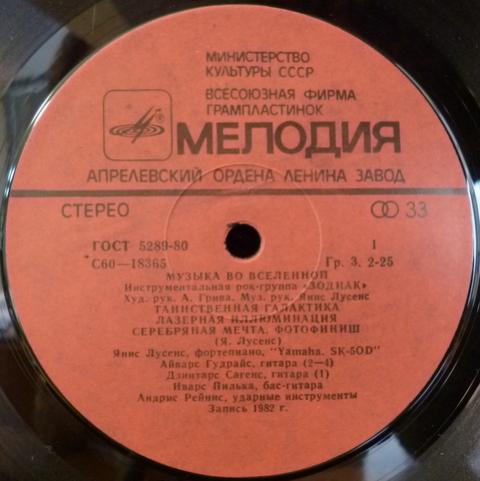 МИНИСТЕРСТВО
КУЛЬТУРЫ СССР
ВСЕСОЮЗНАЯ ФИРМА
ГРАМПЛАСТИНОК
МЕЛОДИЯ
АПРЕЛЕВСКИЙ ОРДЕНА ЛЕНИНА ЗАВОД
СТЕРЕО 33
ГОСТ 5289-80 1
С60—18365 Гр. 3. 2-25
МУЗЫКА ВО ВСЕЛЕННОЙ
Инструментальная рок-группа «ЗОДИАК»
Худ. рук. А. Грива. Муз. рук. Янис Лусенс
ТАИНСТВЕННАЯ ГАЛАКТИКА
ЛАЗЕРНАЯ ИЛЛЮМИНАЦИЯ
СЕРЕБРЯНАЯ МЕЧТА. ФОТОФИНИШ
(Я. Лусенс)
Янис Лусенс, фортепиано, "Yamaha. SK-50D"
Айварс Гудрайс, гитара (2—4)
Дзинтарс Сагенс, гитара (1)
Иварс Пилька, бас-гитара
Андрис Рейнис, ударные инструменты
Запись 1982 г.